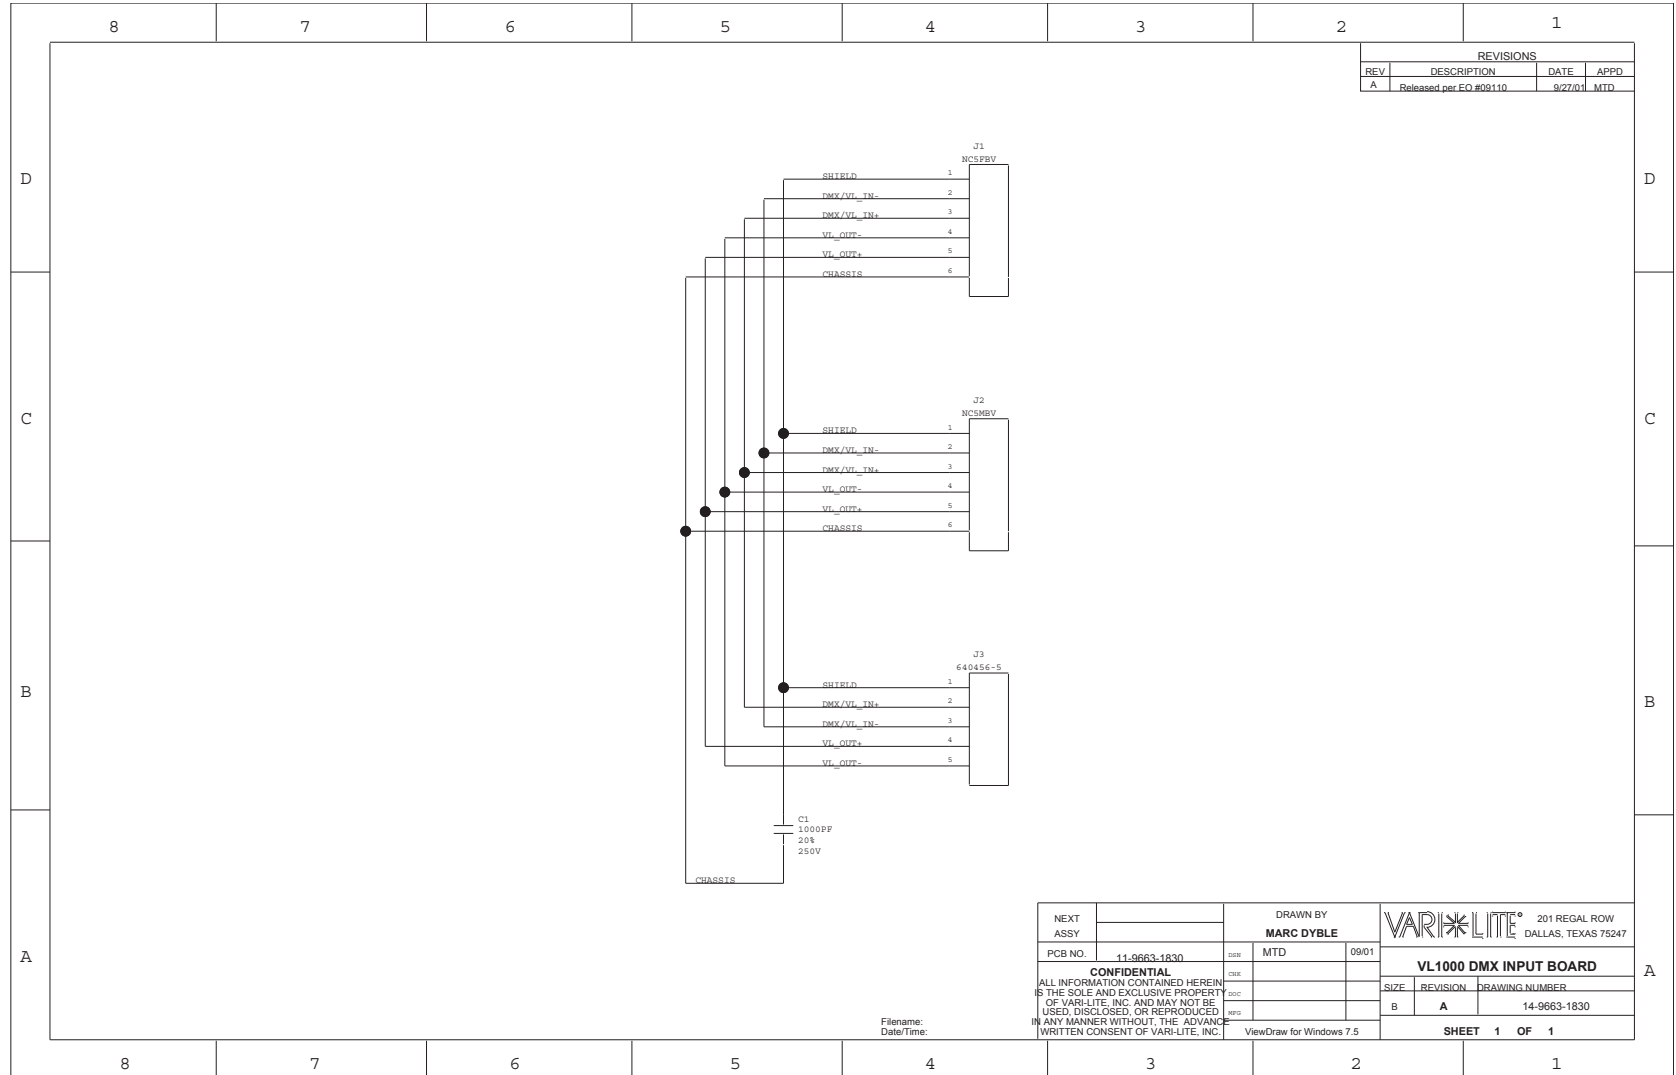 8 7 6 5 4 3 2 1
REVISIONS
REV DESCRIPTION DATE APPD
A Released per EO #09110 9/27/01 MTD
D D
J1
NC5FBV
SHIELD 1
DMX/VL_IN- 2
DMX/VL_IN+ 3
VL_OUT- 4
VL_OUT+ 5
CHASSIS 6
C C
J2
NC5MBV
SHIELD 1
DMX/VL_IN- 2
DMX/VL_IN+ 3
VL_OUT- 4
VL_OUT+ 5
CHASSIS 6
B B
J3
640456-5
SHIELD 1
DMX/VL_IN+ 2
DMX/VL_IN- 3
VL_OUT+ 4
VL_OUT- 5
C1
1000PF
20%
250V
CHASSIS
A A
NEXT
ASSY
PCB NO. 11-9663-1830
CONFIDENTIAL
ALL INFORMATION CONTAINED HEREIN
IS THE SOLE AND EXCLUSIVE PROPERTY
OF VARI-LITE, INC. AND MAY NOT BE
USED, DISCLOSED, OR REPRODUCED
IN ANY MANNER WITHOUT, THE ADVANCE
WRITTEN CONSENT OF VARI-LITE, INC.
Filename:
Date/Time:
DRAWN BY
MARC DYBLE
DSN MTD 09/01
CHK
DOC
MFG
ViewDraw for Windows 7.5
VARI*LITE®
201 REGAL ROW
DALLAS, TEXAS 75247
VL1000 DMX INPUT BOARD
SIZE REVISION DRAWING NUMBER
B A 14-9663-1830
SHEET 1 OF 1
8 7 6 5 4 3 2 1